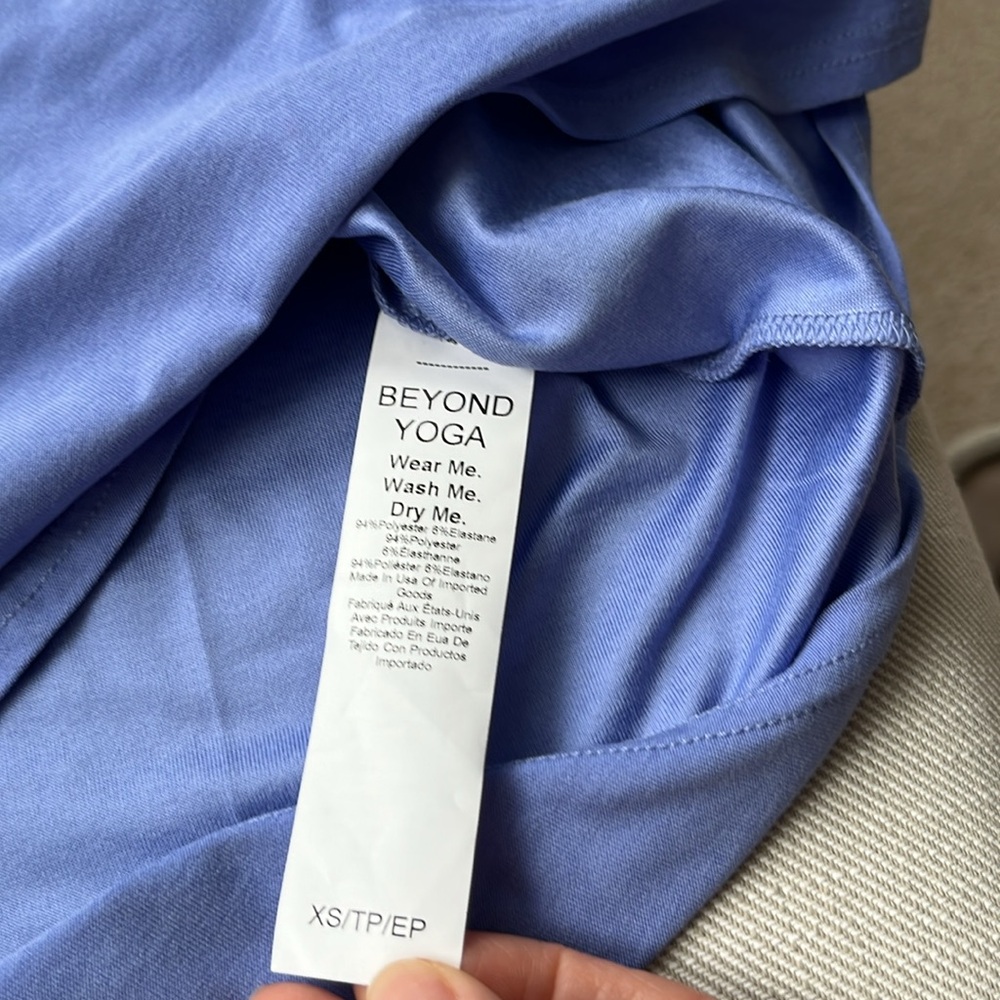 BEYOND
YOGA
Wear Me.
Wash Me.
Dry Me.
94%Polyester 6%Elastane
94%Polyester
6%Élasthanne
94%Poliéster 6%Elastano
Made In Usa Of Imported
Goods
Fabriqué Aux États-Unis
Avec Produits Importe
Fabricado En Eua De
Tejido Con Productos
Importado
XS/TP/EP